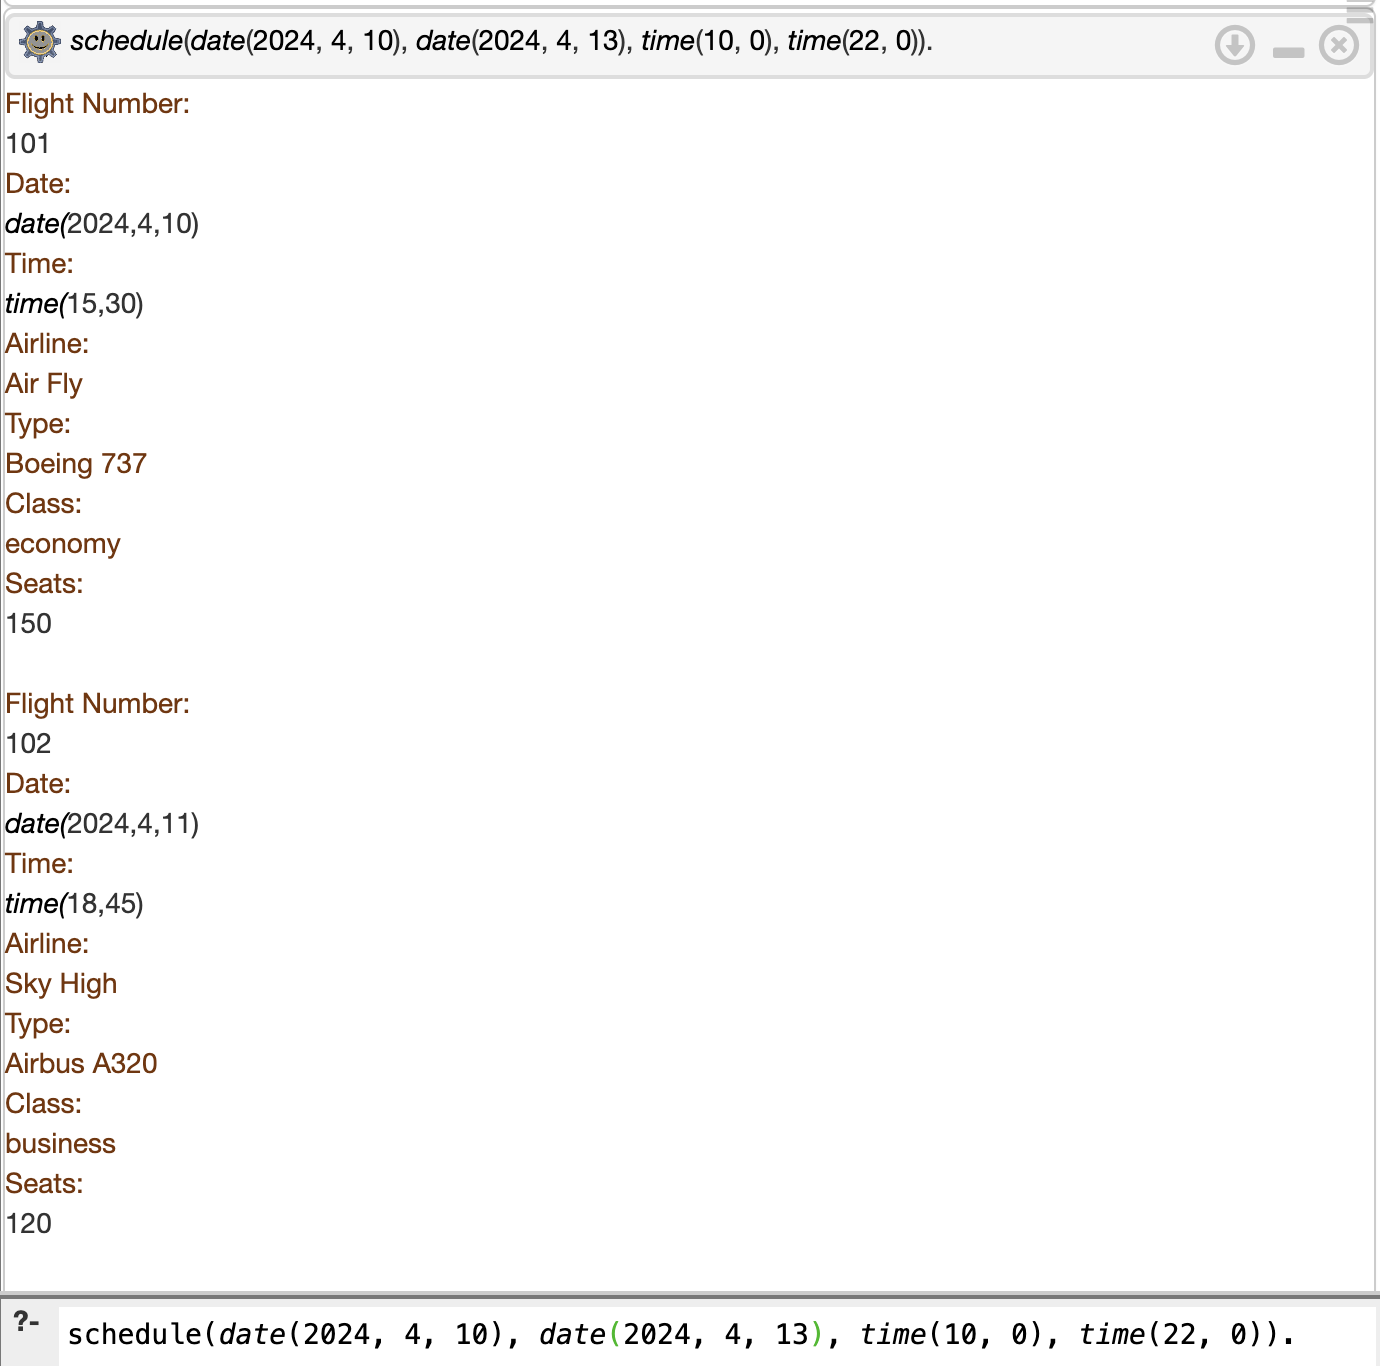 schedule(date(2024, 4, 10), date(2024, 4, 13), time(10, 0), time(22, 0)).
Flight Number:
101
Date:
date(2024,4,10)
Time:
time(15,30)
Airline:
Air Fly
Type:
Boeing 737
Class:
economy
Seats:
150
Flight Number:
102
Date:
date(2024,4,11)
Time:
time(18,45)
Airline:
Sky High
Type:
Airbus A320
Class:
business
Seats:
120
?- schedule(date(2024, 4, 10), date(2024, 4, 13), time(10, 0), time(22, 0)).